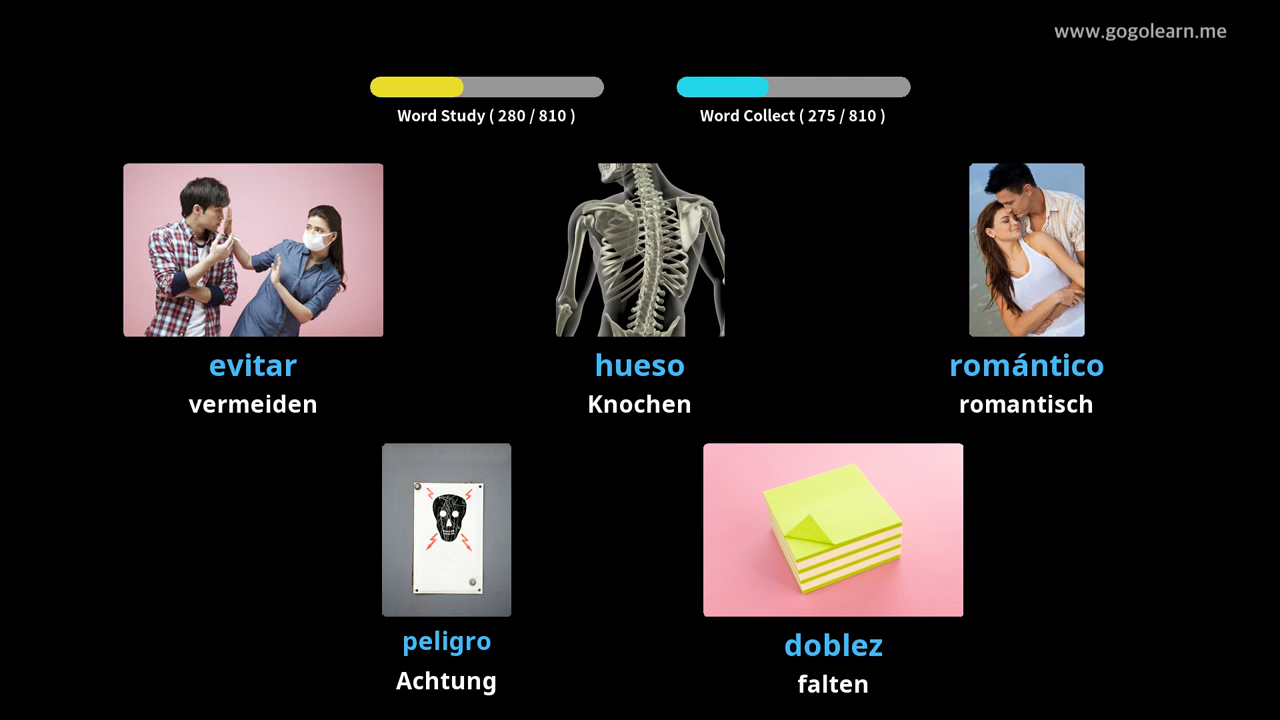 www.gogolearn.me
Word Study ( 280 / 810 )
Word Collect ( 275 / 810 )
evitar
vermeiden
hueso
Knochen
romántico
romantisch
peligro
Achtung
doblez
falten